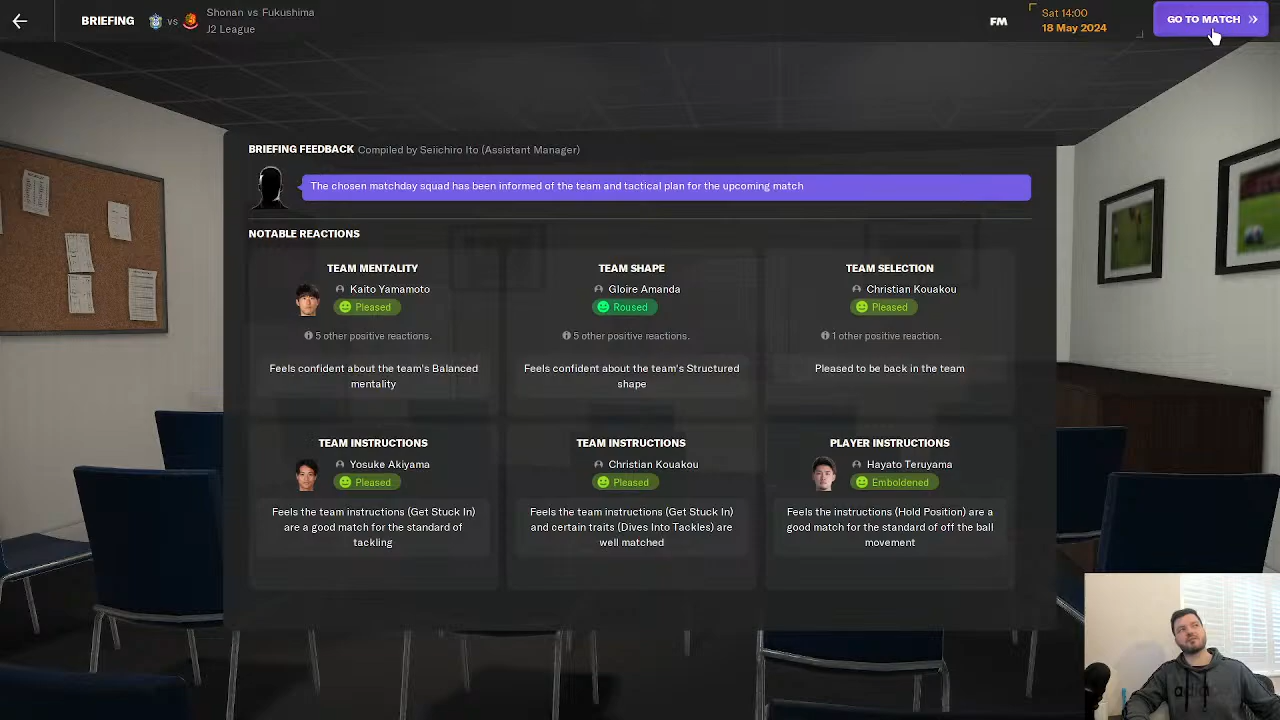 BRIEFING
vs
Shonan vs Fukushima
J2 League
FM
Sat 14:00
18 May 2024
GO TO MATCH
BRIEFING FEEDBACK Compiled by Seiichiro Ito (Assistant Manager)
The chosen matchday squad has been informed of the team and tactical plan for the upcoming match
NOTABLE REACTIONS
TEAM MENTALITY
Kaito Yamamoto
Pleased
5 other positive reactions.
Feels confident about the team's Balanced
mentality
TEAM SHAPE
Gloire Amanda
Roused
5 other positive reactions.
Feels confident about the team's Structured
shape
TEAM SELECTION
Christian Kouakou
Pleased
1 other positive reaction.
Pleased to be back in the team
TEAM INSTRUCTIONS
Yosuke Akiyama
Pleased
Feels the team instructions (Get Stuck In)
are a good match for the standard of
tackling
TEAM INSTRUCTIONS
Christian Kouakou
Pleased
Feels the team instructions (Get Stuck In)
and certain traits (Dives Into Tackles) are
well matched
PLAYER INSTRUCTIONS
Hayato Teruyama
Emboldened
Feels the instructions (Hold Position) are a
good match for the standard of off the ball
movement